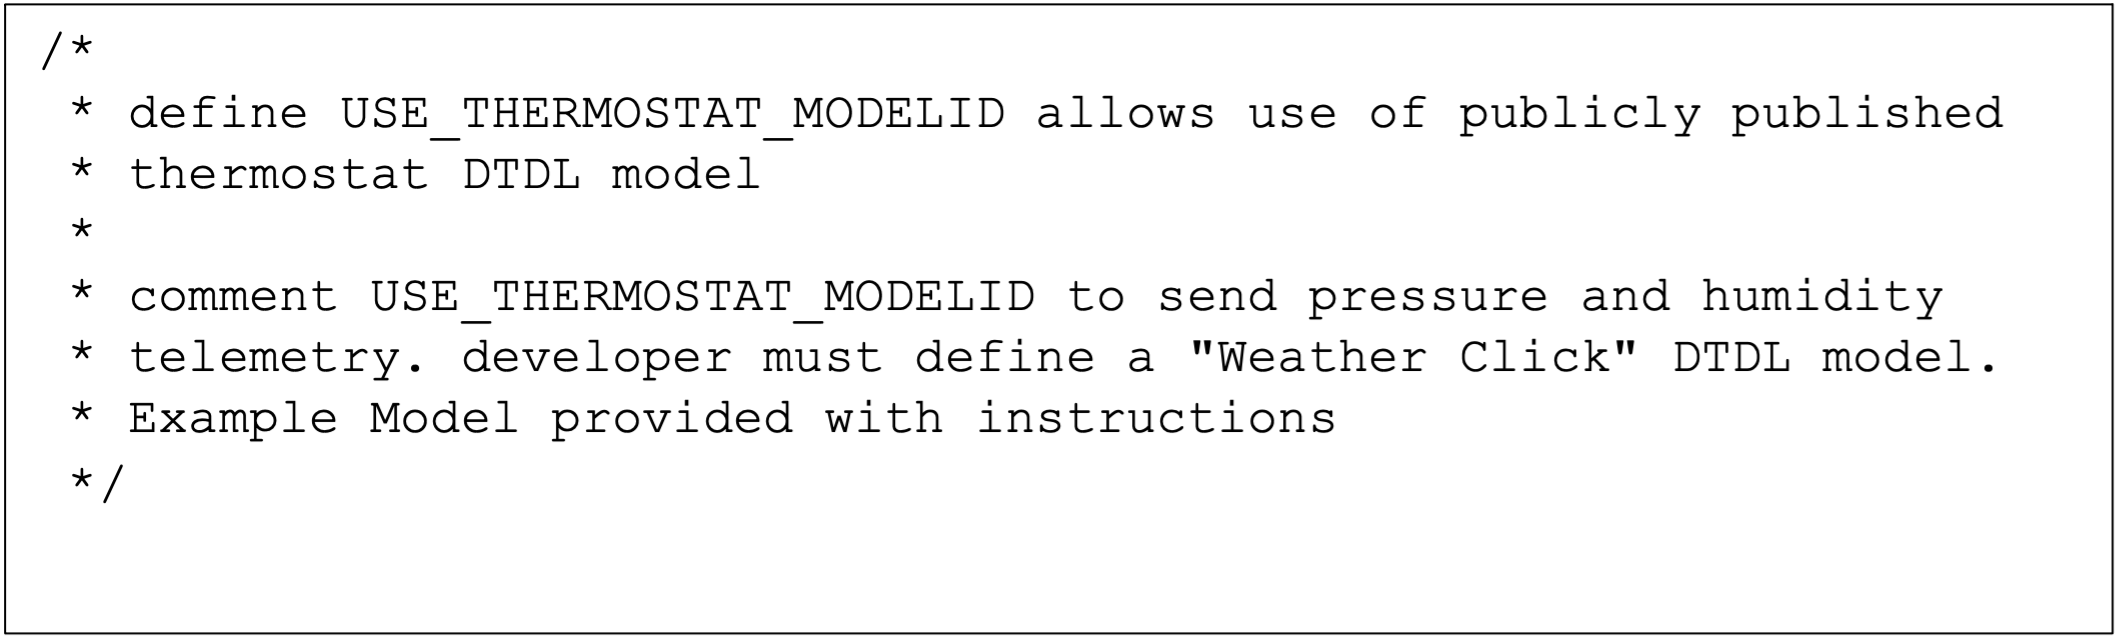 /*
 * define USE_THERMOSTAT_MODELID allows use of publicly published
 * thermostat DTDL model
 *
 * comment USE_THERMOSTAT_MODELID to send pressure and humidity
 * telemetry. developer must define a "Weather Click" DTDL model.
 * Example Model provided with instructions
 */